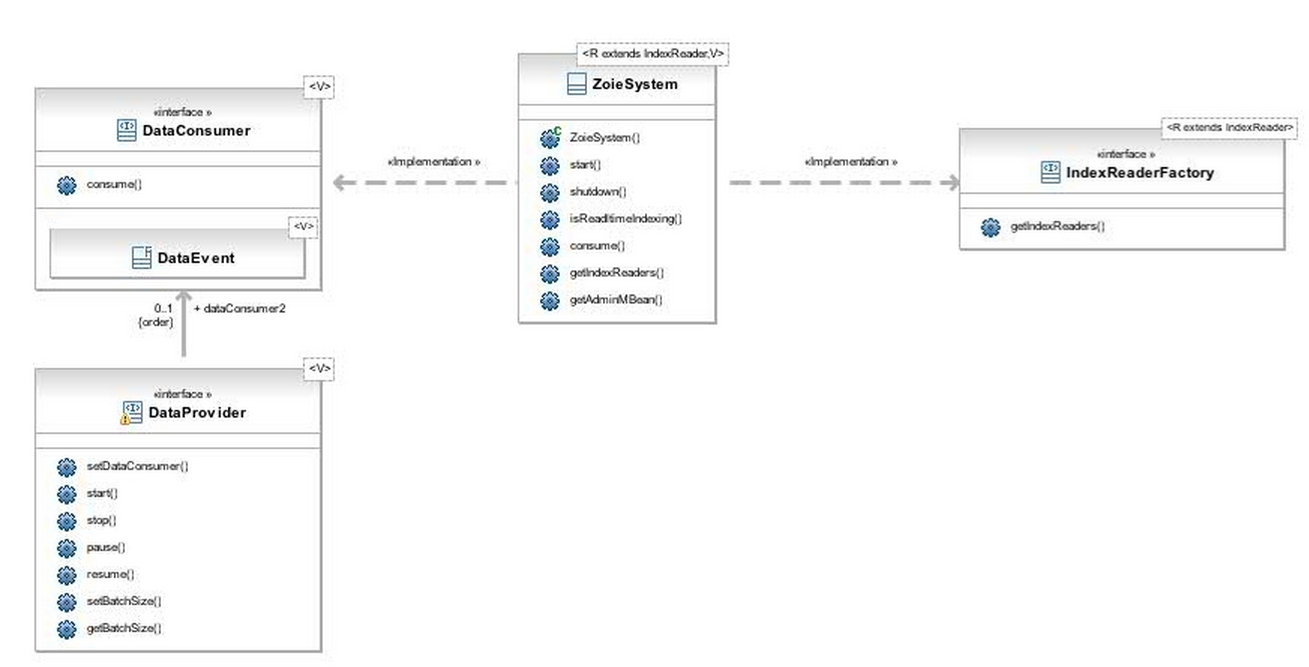 <V>
«interface »
DataConsumer
consume()
<V>
DataEvent
0..1
{order}
+ dataConsumer2
<V>
«interface »
DataProvider
setDataConsumer()
start()
stop()
pause()
resume()
setBatchSize()
getBatchSize()
«Implementation »
<R extends IndexReader,V>
ZoieSystem
ZoieSystem()
start()
shutdown()
isReadltimeIndexing()
consume()
getIndexReaders()
getAdminMBean()
«Implementation »
<R extends IndexReader>
«interface »
IndexReaderFactory
getIndexReaders()